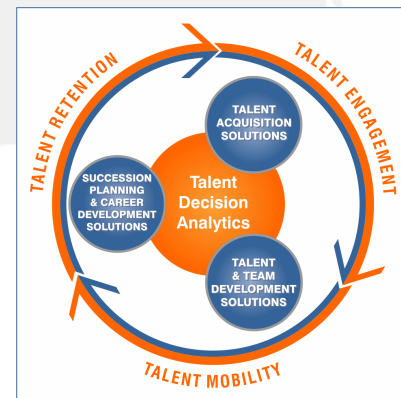 TALENT RETENTION
TALENT ENGAGEMENT
TALENT
ACQUISITION
SOLUTIONS
SUCCESSION
PLANNING
& CAREER
DEVELOPMENT
SOLUTIONS
Talent
Decision
Analytics
TALENT
& TEAM
DEVELOPMENT
SOLUTIONS
TALENT MOBILITY